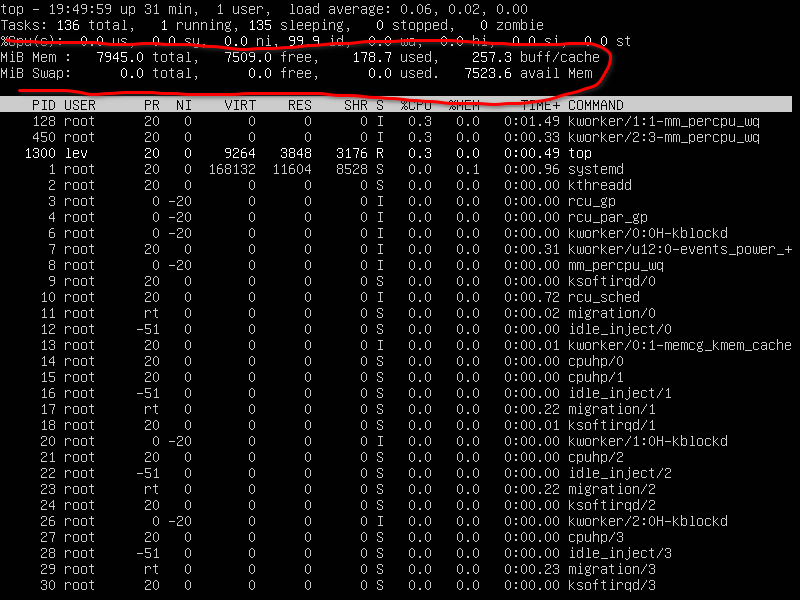 top - 19:49:59 up 31 min,  1 user,  load average: 0.06, 0.02, 0.00
Tasks: 136 total,   1 running, 135 sleeping,   0 stopped,   0 zombie
%Cpu(s):  0.0 us,  0.0 sy,  0.0 ni, 99.9 id,  0.0 wa,  0.0 hi,  0.0 si,  0.0 st
MiB Mem :   7945.0 total,   7509.0 free,    178.7 used,    257.3 buff/cache
MiB Swap:      0.0 total,      0.0 free,      0.0 used.   7523.6 avail Mem
PID USER      PR  NI    VIRT    RES    SHR S  %CPU  %MEM     TIME+ COMMAND
128 root      20   0       0      0      0 I   0.3   0.0   0:01.49 kworker/1:1-mm_percpu_wq
450 root      20   0       0      0      0 I   0.3   0.0   0:00.33 kworker/2:3-mm_percpu_wq
1300 lev       20   0    9264   3848   3176 R   0.3   0.0   0:00.49 top
1 root      20   0  168132  11604   8528 S   0.0   0.1   0:00.96 systemd
2 root      20   0       0      0      0 S   0.0   0.0   0:00.00 kthreadd
3 root       0 -20       0      0      0 I   0.0   0.0   0:00.00 rcu_gp
4 root       0 -20       0      0      0 I   0.0   0.0   0:00.00 rcu_par_gp
6 root       0 -20       0      0      0 I   0.0   0.0   0:00.00 kworker/0:0H-kblockd
7 root      20   0       0      0      0 I   0.0   0.0   0:00.31 kworker/u12:0-events_power_+
8 root       0 -20       0      0      0 I   0.0   0.0   0:00.00 mm_percpu_wq
9 root      20   0       0      0      0 S   0.0   0.0   0:00.00 ksoftirqd/0
10 root      20   0       0      0      0 I   0.0   0.0   0:00.72 rcu_sched
11 root      rt   0       0      0      0 S   0.0   0.0   0:00.02 migration/0
12 root     -51   0       0      0      0 S   0.0   0.0   0:00.00 idle_inject/0
13 root      20   0       0      0      0 I   0.0   0.0   0:00.01 kworker/0:1-memcg_kmem_cache
14 root      20   0       0      0      0 S   0.0   0.0   0:00.00 cpuhp/0
15 root      20   0       0      0      0 S   0.0   0.0   0:00.00 cpuhp/1
16 root     -51   0       0      0      0 S   0.0   0.0   0:00.00 idle_inject/1
17 root      rt   0       0      0      0 S   0.0   0.0   0:00.22 migration/1
18 root      20   0       0      0      0 S   0.0   0.0   0:00.01 ksoftirqd/1
20 root       0 -20       0      0      0 I   0.0   0.0   0:00.00 kworker/1:0H-kblockd
21 root      20   0       0      0      0 S   0.0   0.0   0:00.00 cpuhp/2
22 root     -51   0       0      0      0 S   0.0   0.0   0:00.00 idle_inject/2
23 root      rt   0       0      0      0 S   0.0   0.0   0:00.22 migration/2
24 root      20   0       0      0      0 S   0.0   0.0   0:00.00 ksoftirqd/2
26 root       0 -20       0      0      0 I   0.0   0.0   0:00.00 kworker/2:0H-kblockd
27 root      20   0       0      0      0 S   0.0   0.0   0:00.00 cpuhp/3
28 root     -51   0       0      0      0 S   0.0   0.0   0:00.00 idle_inject/3
29 root      rt   0       0      0      0 S   0.0   0.0   0:00.23 migration/3
30 root      20   0       0      0      0 S   0.0   0.0   0:00.00 ksoftirqd/3